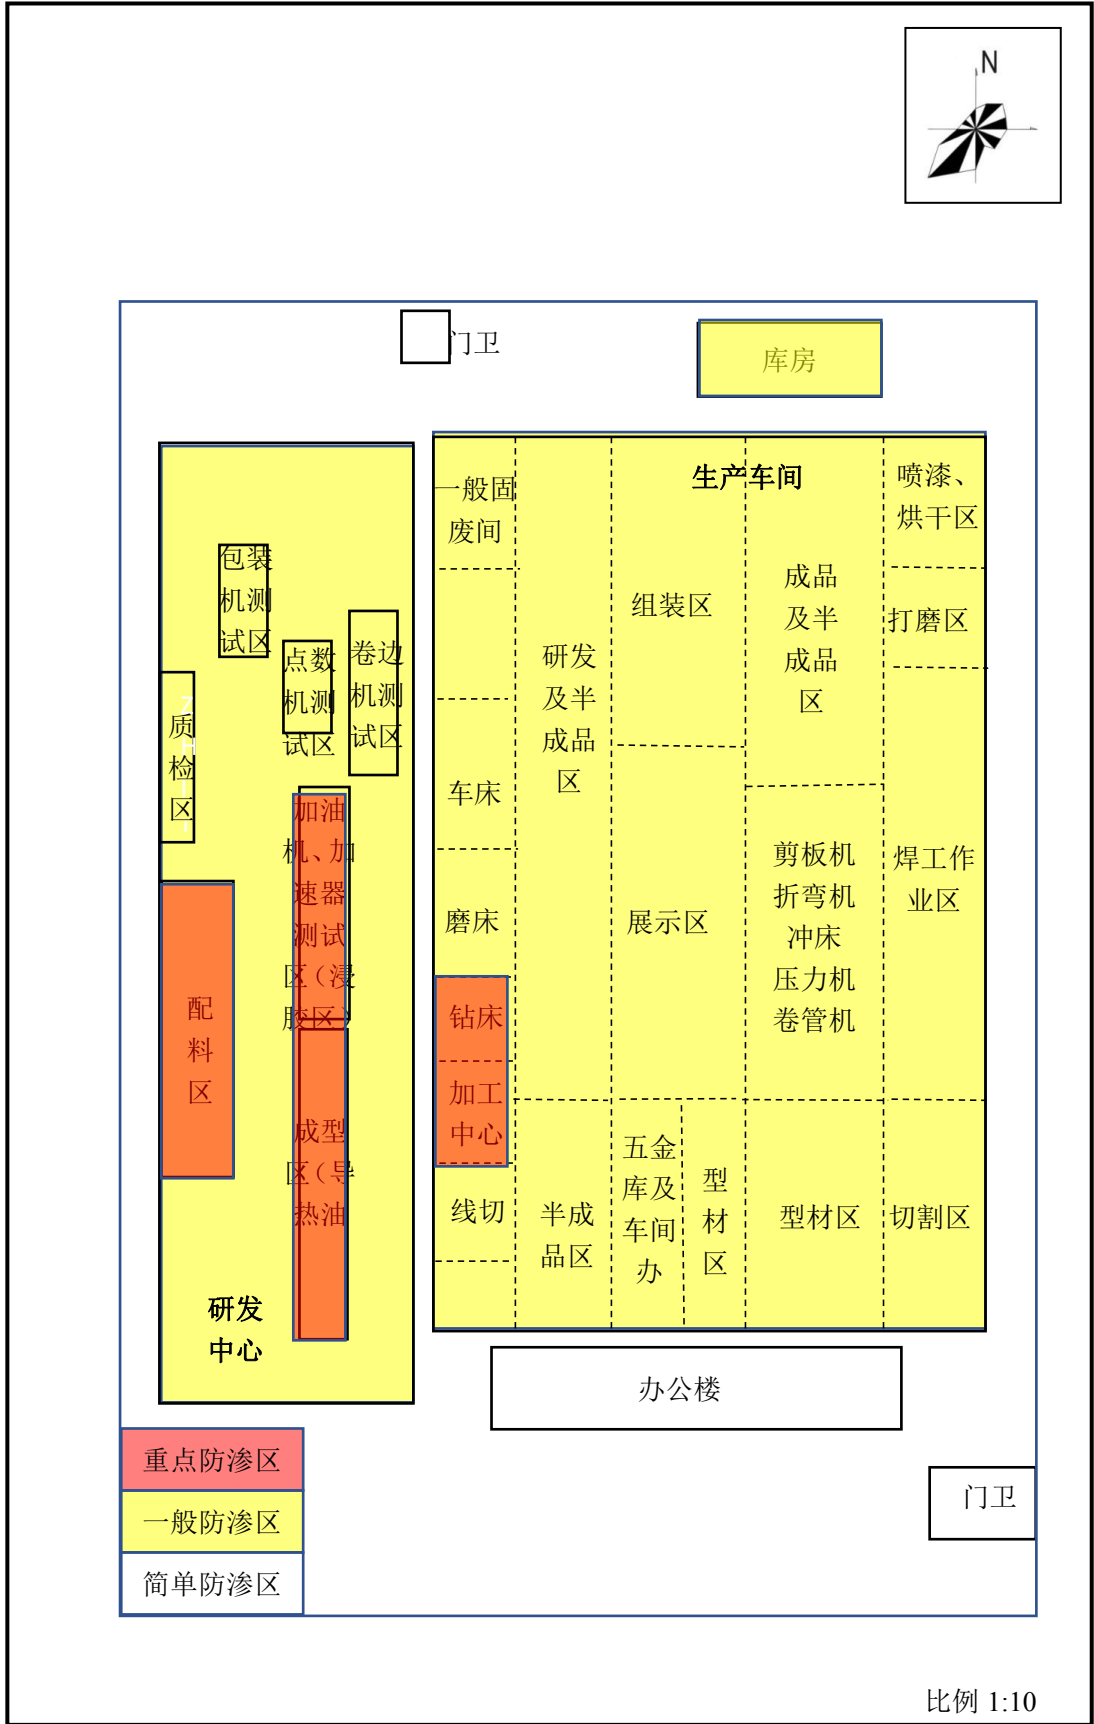 N
门卫
库房
生产车间
一般固
废间
喷漆、
烘干区
包装
机测
试区
点数
机测
试区
卷边
机测
试区
质
检
区
组装区
成品
及半
成品
区
打磨区
研发
及半
成品
区
车床
加油
机、加
速器
测试
区（浸
胶区）
磨床
展示区
剪板机
折弯机
冲床
压力机
卷管机
焊工作
业区
配
料
区
钻床
加工
中心
成型
区（导
热油
线切
半成
品区
五金
库及
车间
办
型
材
区
型材区
切割区
研发
中心
办公楼
重点防渗区
一般防渗区
简单防渗区
门卫
比例 1:10